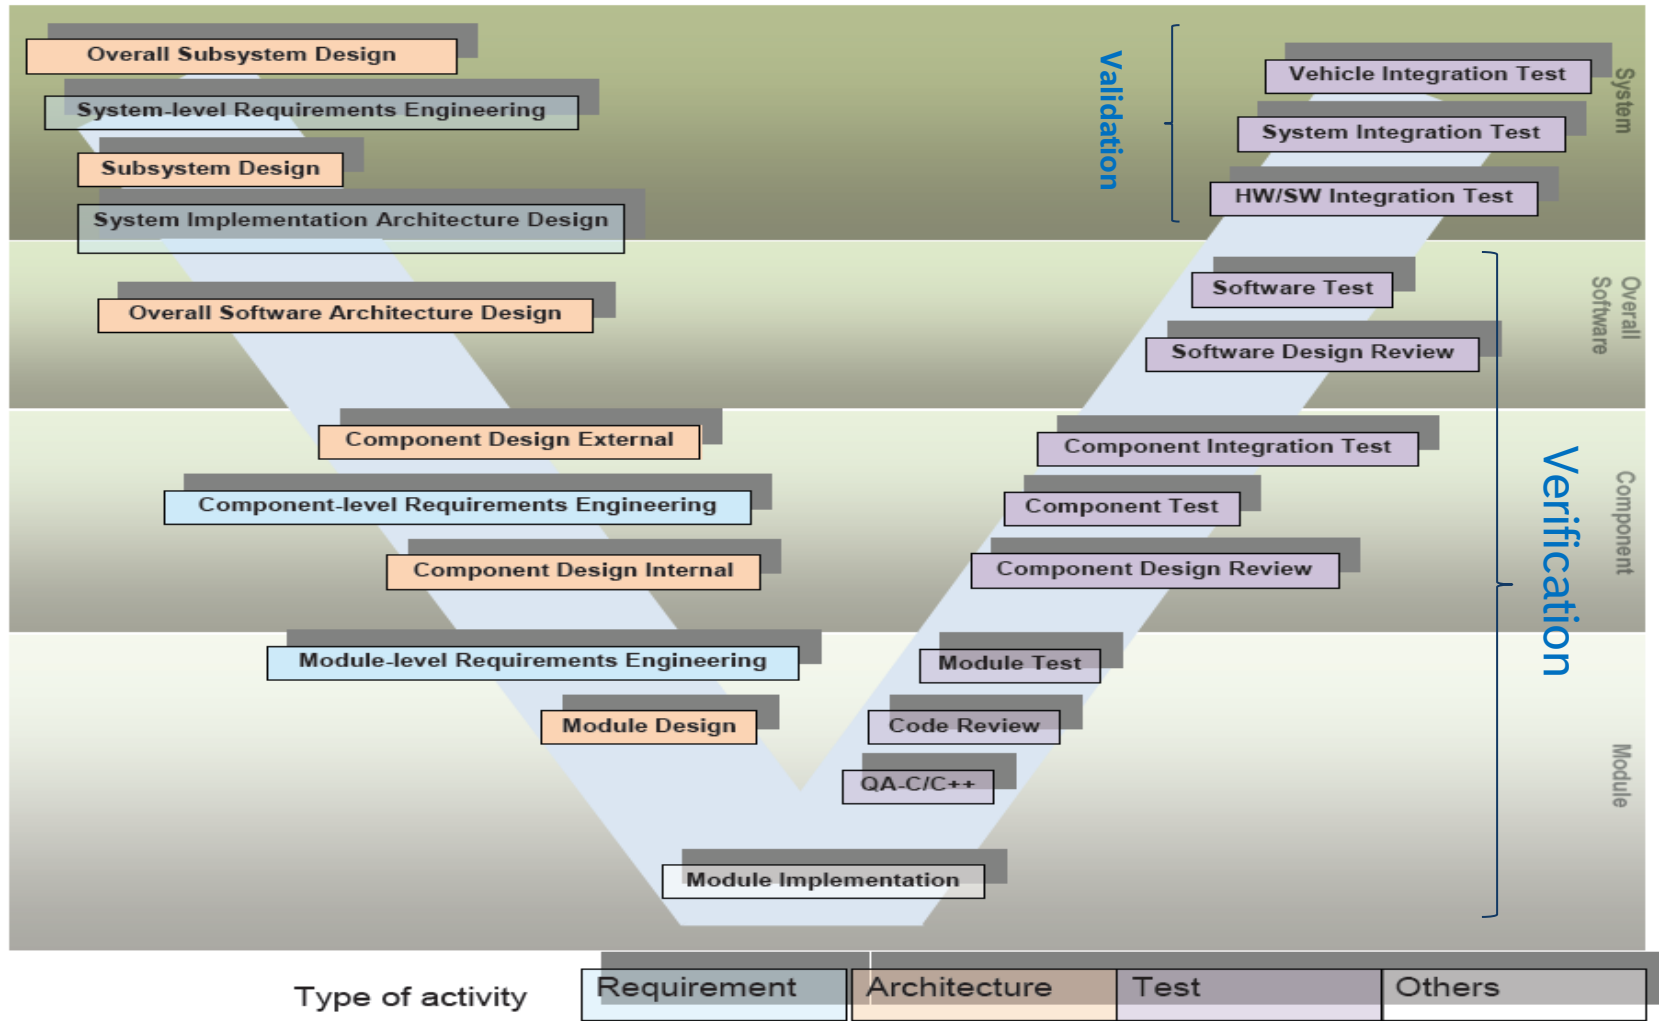 Overall Subsystem Design
System-level Requirements Engineering
Subsystem Design
System Implementation Architecture Design
Validation
Vehicle Integration Test
System Integration Test
HW/SW Integration Test
System
Overall Software Architecture Design
Software Test
Software Design Review
Overall
Software
Component Design External
Component-level Requirements Engineering
Component Design Internal
Component Integration Test
Component Test
Component Design Review
Component
Verification
Module-level Requirements Engineering
Module Design
Module Test
Code Review
QA-C/C++
Module Implementation
Module
Type of activity
Requirement
Architecture
Test
Others